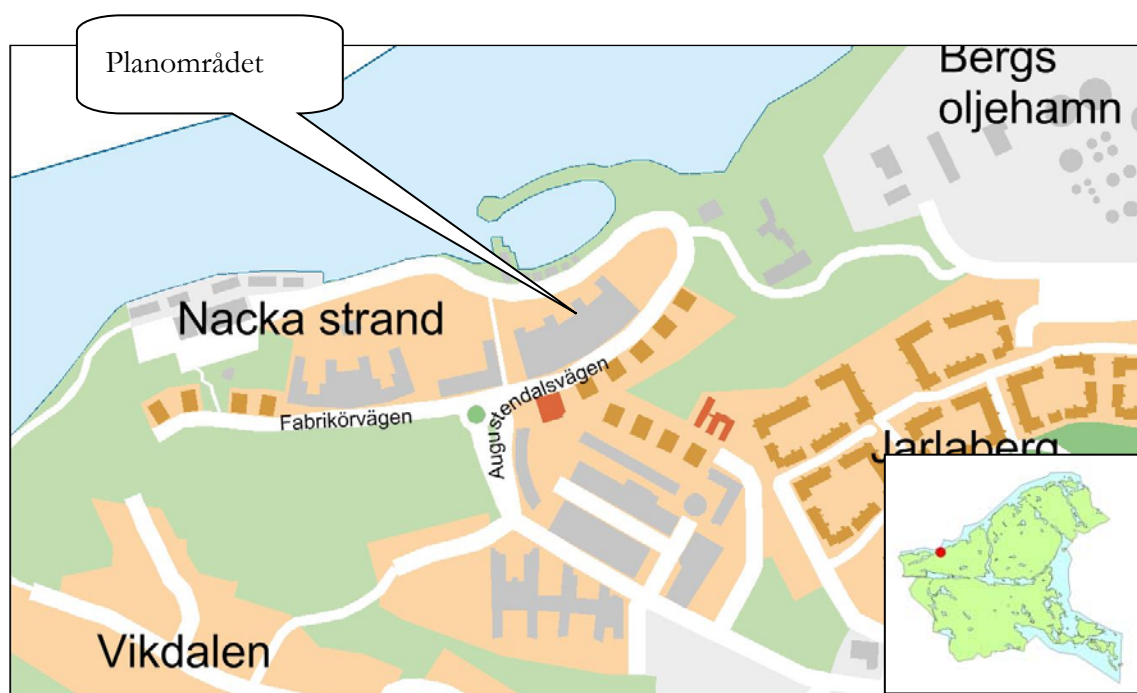 Planområdet
Bergs
oljehamn
Nacka strand
Fabrikörvägen
Augustendalsvägen
Jarlaberg
Vikdalen